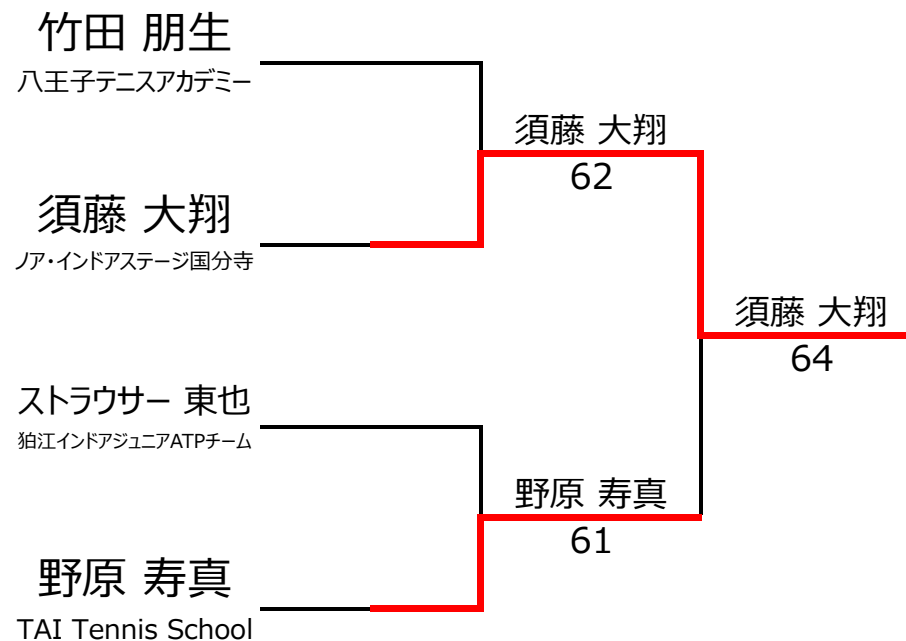 竹田 朋生
八王子テニスアカデミー
須藤 大翔
62
須藤 大翔
ノア・インドアステージ国分寺
須藤 大翔
64
ストラウサー 東也
狛江インドアジュニアATPチーム
野原 寿真
61
野原 寿真
TAI Tennis School